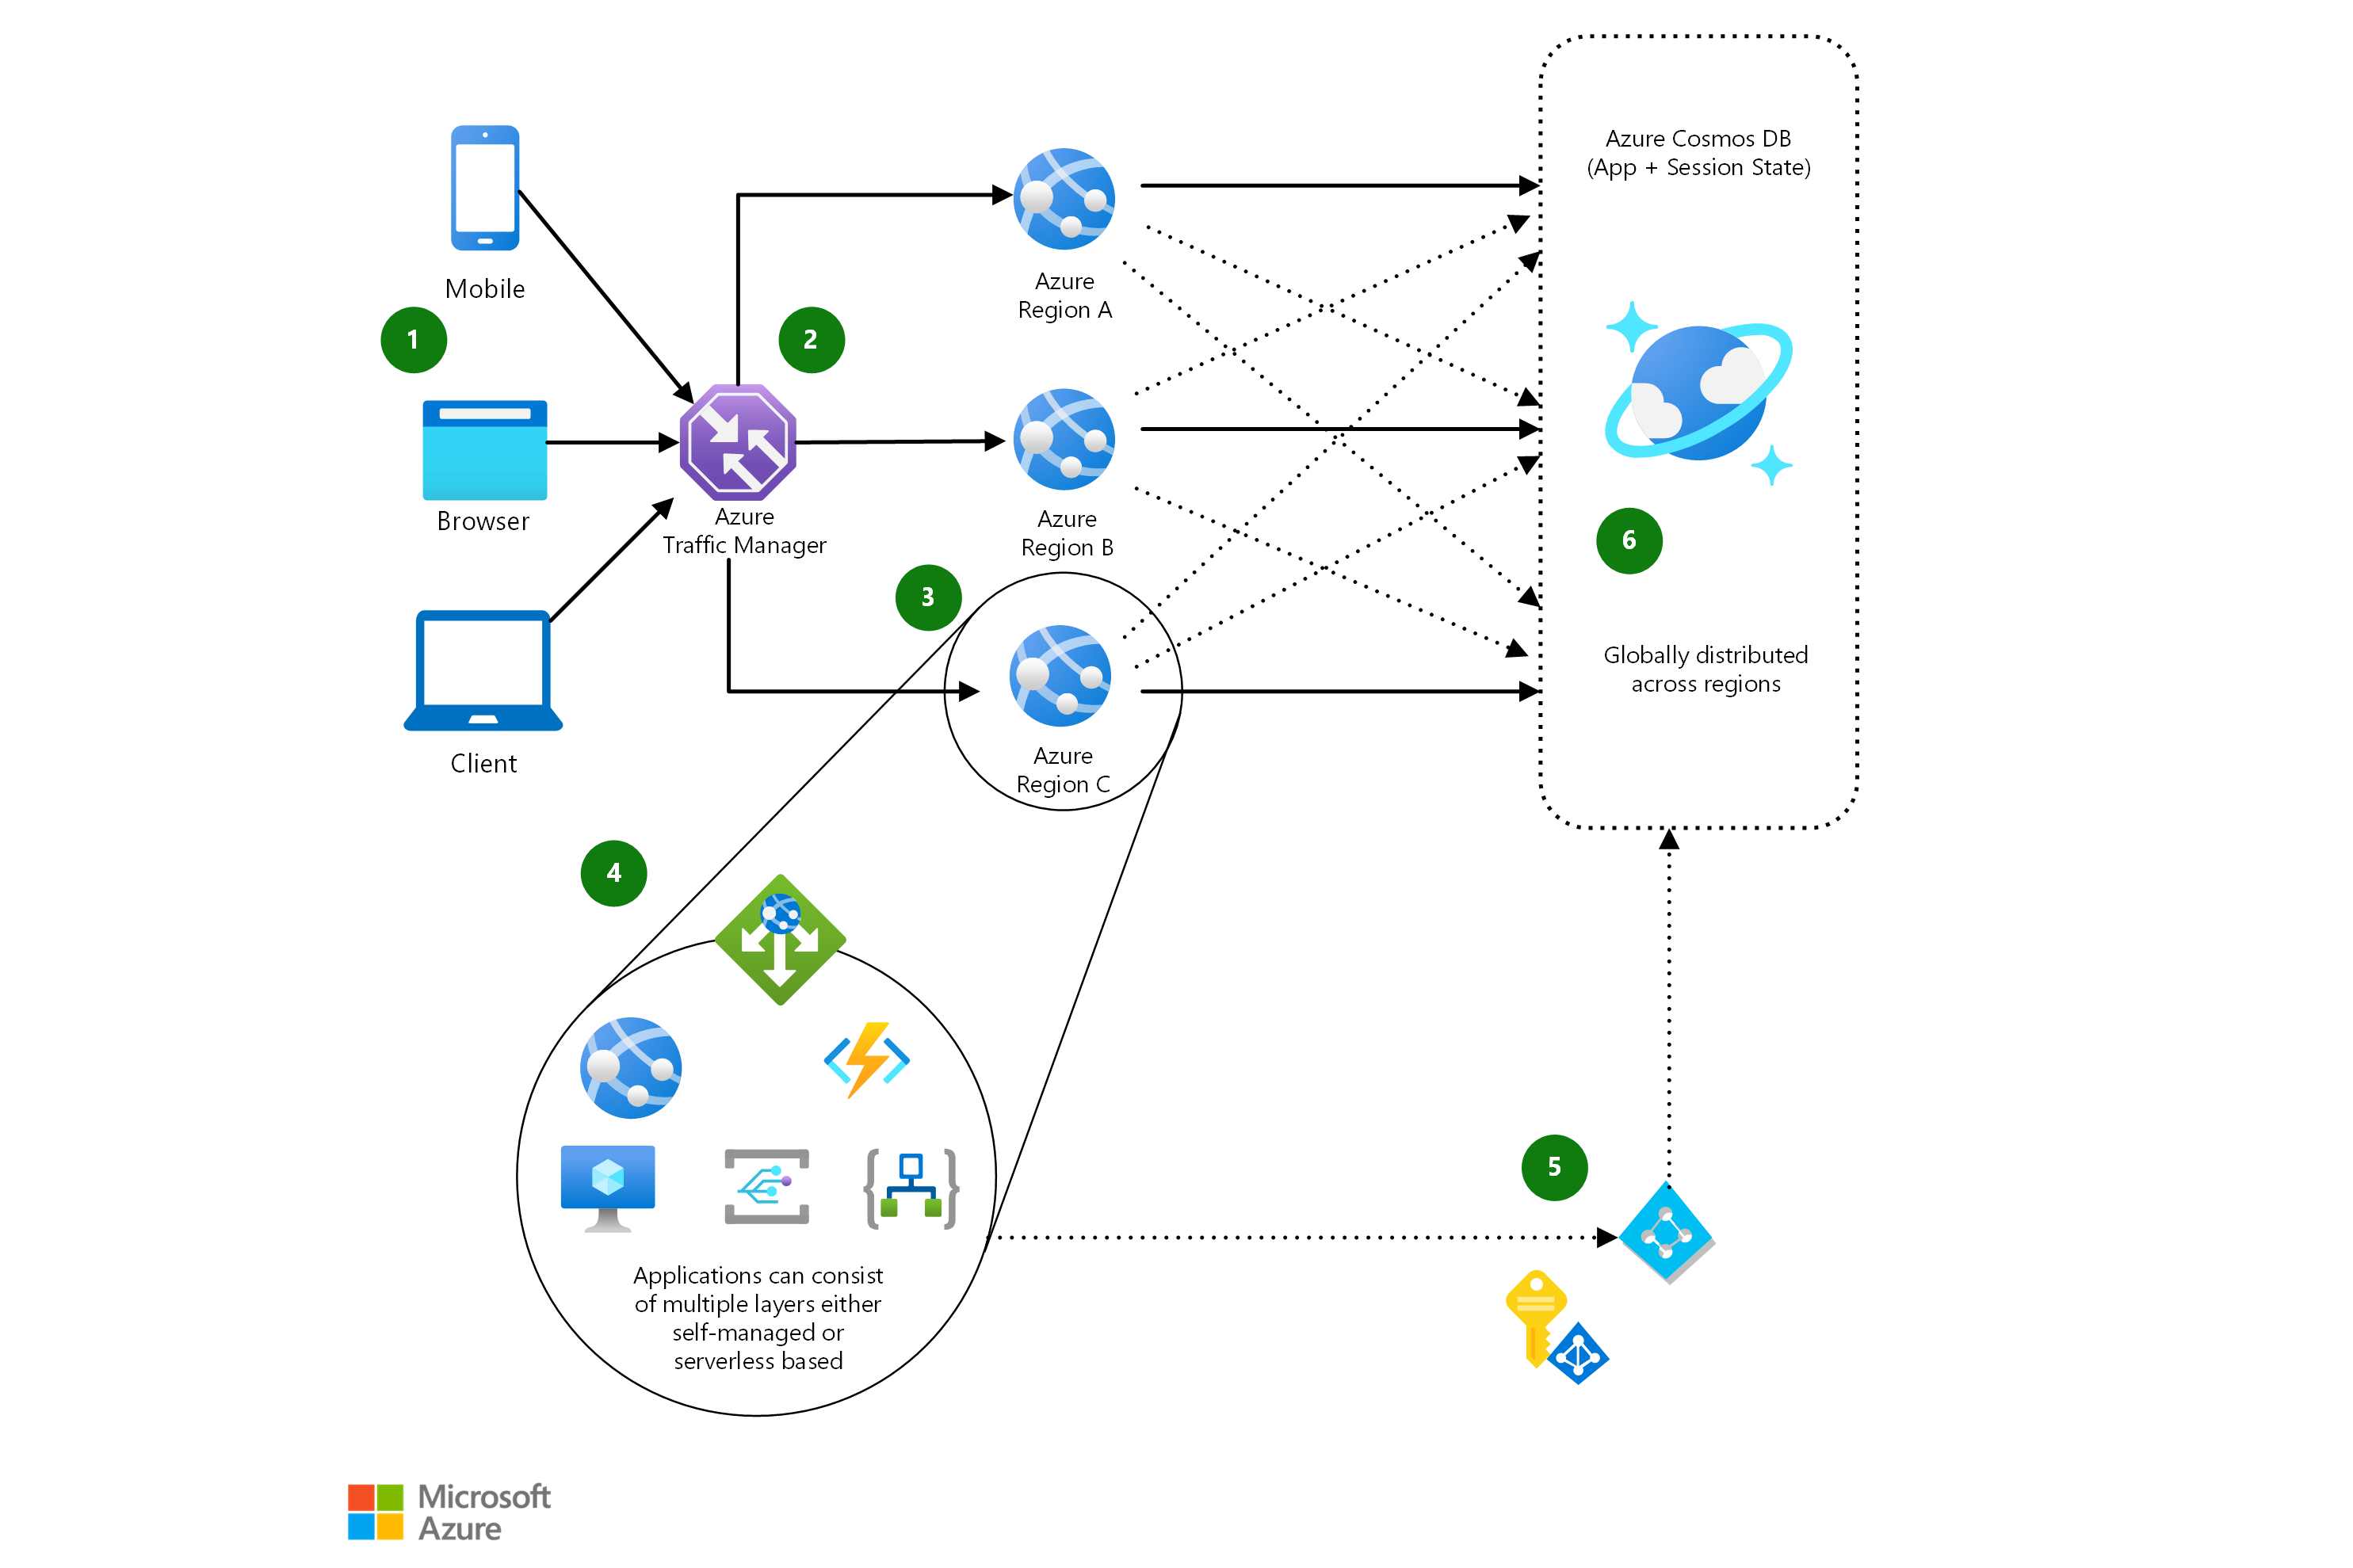 Mobile
1
Browser
Client
Azure
Traffic Manager
2
Azure
Region A
Azure
Region B
3
Azure
Region C
Azure Cosmos DB
(App + Session State)
6
Globally distributed
across regions
4
Applications can consist
of multiple layers either
self-managed or
serverless based
5
Microsoft
Azure